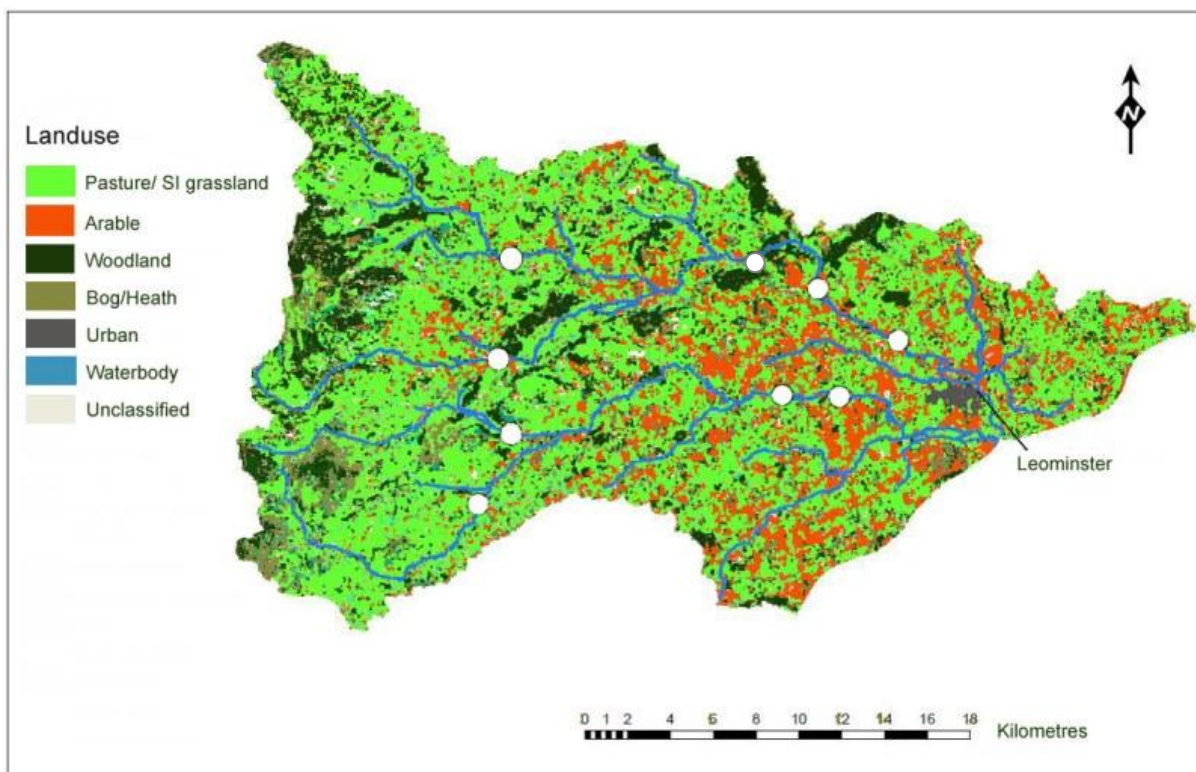 N
Landuse
Pasture/ SI grassland
Arable
Woodland
Bog/Heath
Urban
Waterbody
Unclassified
Leominster
0 1 2 4 6 8 10 12 14 16 18
Kilometres